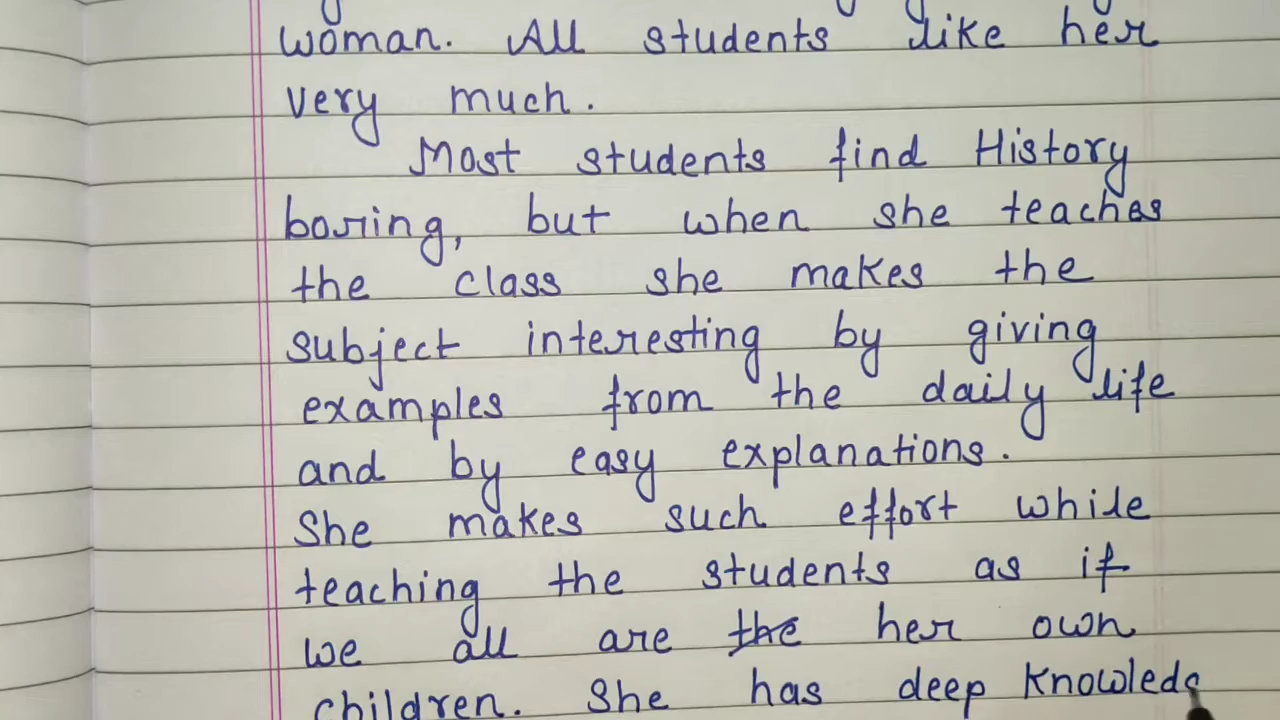 woman. All students like her
very much.
Most students find History
boring, but when she teaches
the class she makes the
subject interesting by giving
examples from the daily life
and by easy explanations.
She makes such effort while
teaching the students as if
we all are the her own
children. She has deep knowledg